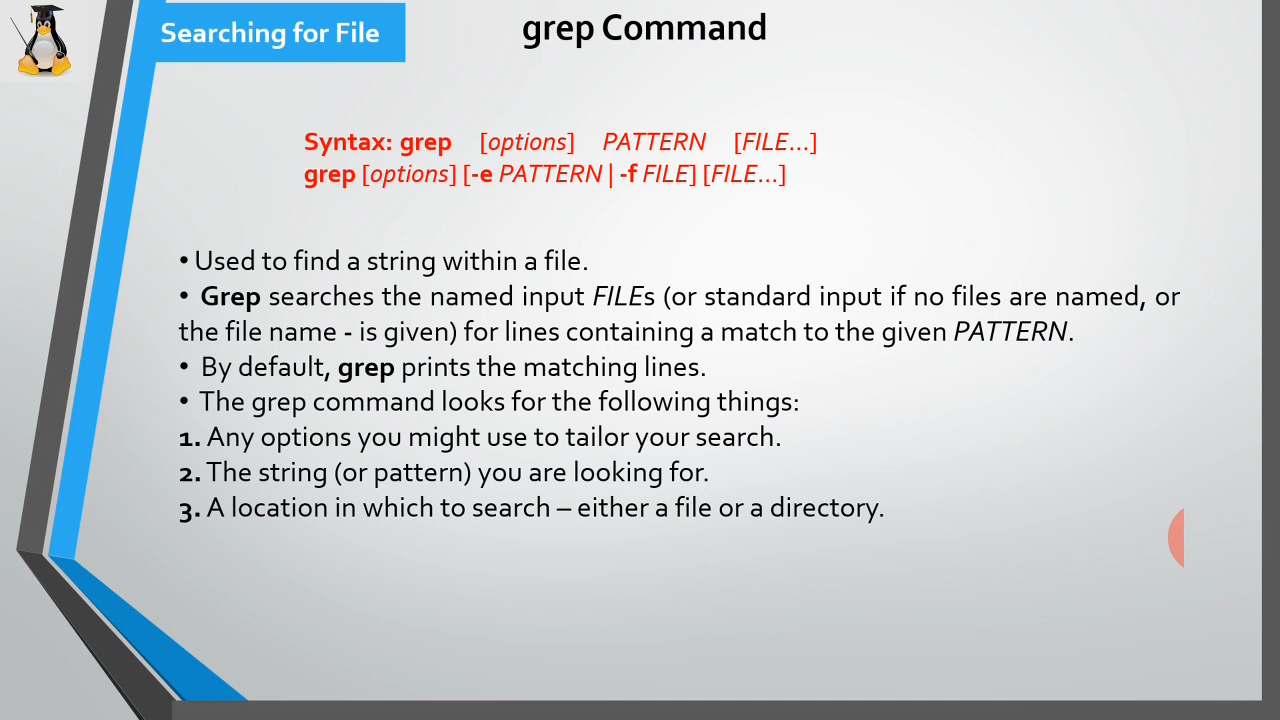 Searching for File
grep Command
Syntax: grep [options] PATTERN [FILE...]
grep [options] [-e PATTERN | -f FILE] [FILE...]
• Used to find a string within a file.
• Grep searches the named input FILEs (or standard input if no files are named, or
the file name - is given) for lines containing a match to the given PATTERN.
• By default, grep prints the matching lines.
• The grep command looks for the following things:
1. Any options you might use to tailor your search.
2. The string (or pattern) you are looking for.
3. A location in which to search – either a file or a directory.